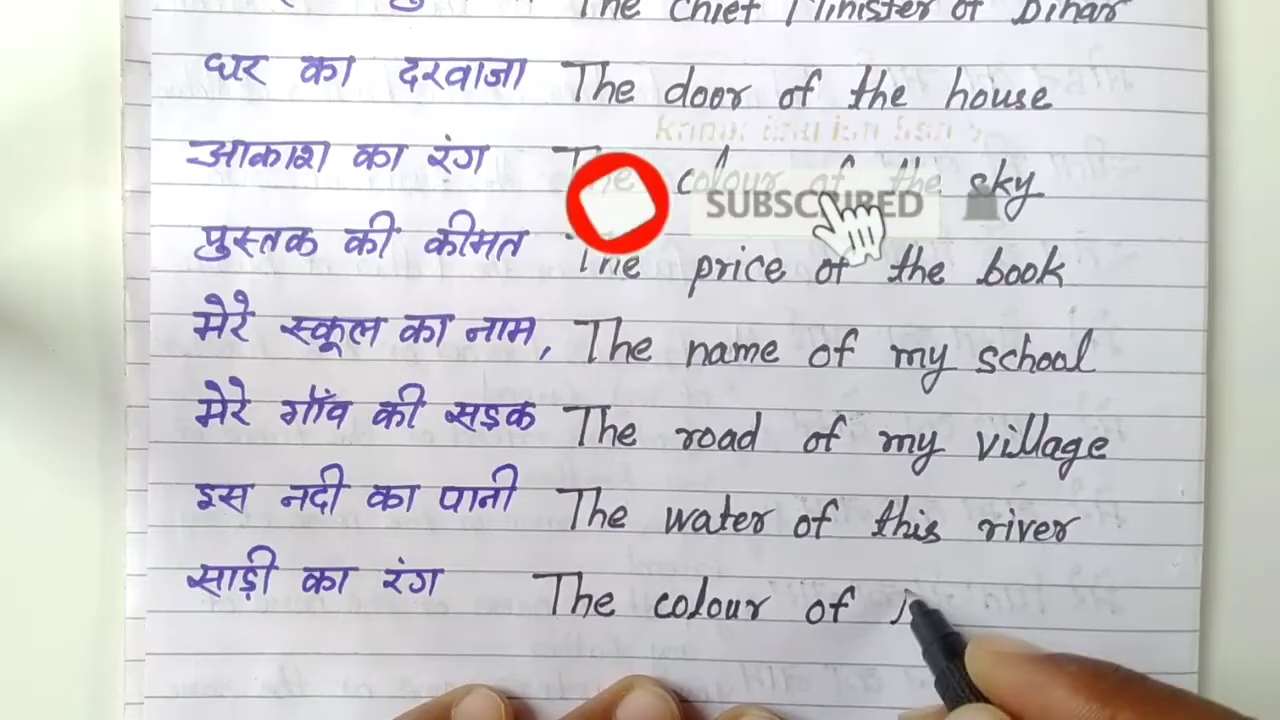 The Chief Minister of Bihar
घर का दरवाजा The door of the house
आकाश का रंग The colour of the sky
SUBSCRIBED
पुस्तक की कीमत The price of the book
मेरे स्कूल का नाम, The name of my school
मेरे गाँव की सड़क The road of my village
इस नदी का पानी The water of this river
साड़ी का रंग The colour of